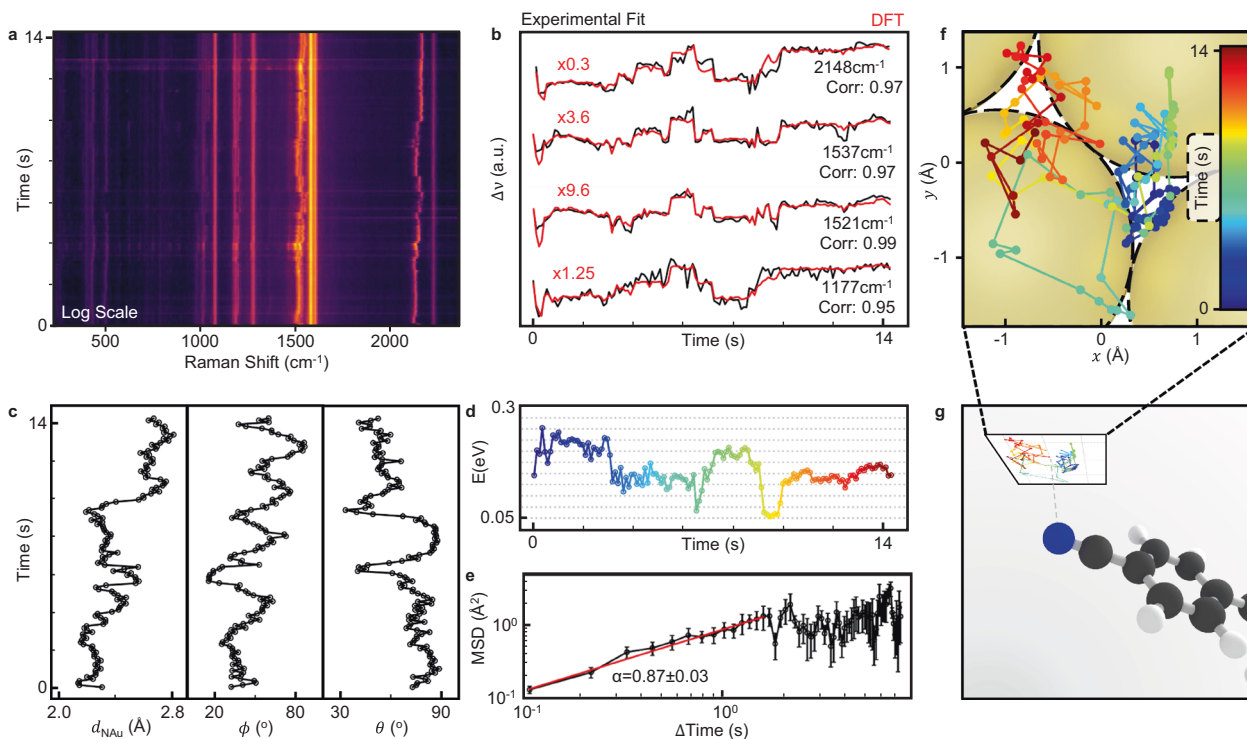 a
14
Time (s)
0
Log Scale
500
1000
1500
2000
Raman Shift (cm⁻¹)
b
Experimental Fit
DFT
Δν (a.u.)
x0.3
2148cm⁻¹
Corr: 0.97
x3.6
1537cm⁻¹
Corr: 0.97
x9.6
1521cm⁻¹
Corr: 0.99
x1.25
1177cm⁻¹
Corr: 0.95
0
Time (s)
14
f
1
0
-1
y (Å)
-1
0
1
x (Å)
14
Time (s)
0
c
14
Time (s)
0
2.0
2.8
d_NAu (Å)
20
80
ϕ (°)
30
90
θ (°)
d
0.3
E(eV)
0.05
0
Time (s)
14
e
MSD (Å²)
10⁰
10⁻¹
α=0.87±0.03
10⁻¹
10⁰
ΔTime (s)
g